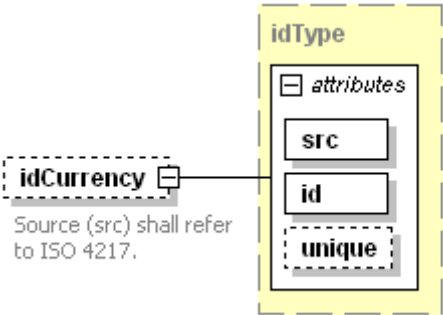 idType
attributes
src
id
unique
idCurrency
Source (src) shall refer
to ISO 4217.